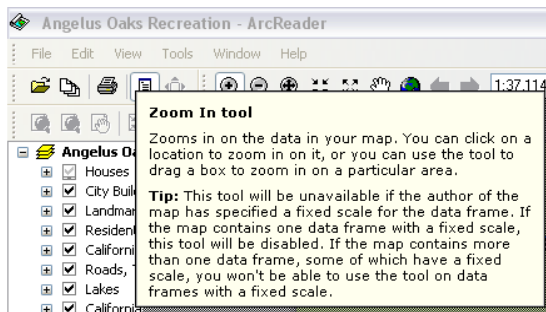 Angelus Oaks Recreation - ArcReader
File Edit View Tools Window Help
1:37,114
Zoom In tool
Zooms in on the data in your map. You can click on a
location to zoom in on it, or you can use the tool to
drag a box to zoom in on a particular area.
Tip: This tool will be unavailable if the author of the
map has specified a fixed scale for the data frame. If
the map contains one data frame with a fixed scale,
this tool will be disabled. If the map contains more
than one data frame, some of which have a fixed
scale, you won't be able to use the tool on data
frames with a fixed scale.
Angelus Oa
Houses
City Buil
Landmar
Resident
Californi
Roads, T
Lakes
California